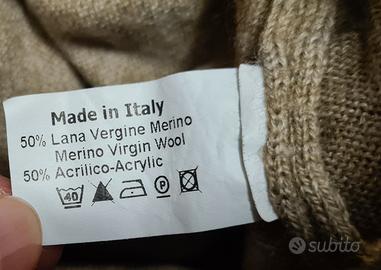 Made in Italy
50% Lana Vergine Merino
Merino Virgin Wool
50% Acrilico-Acrylic
40 P
subito